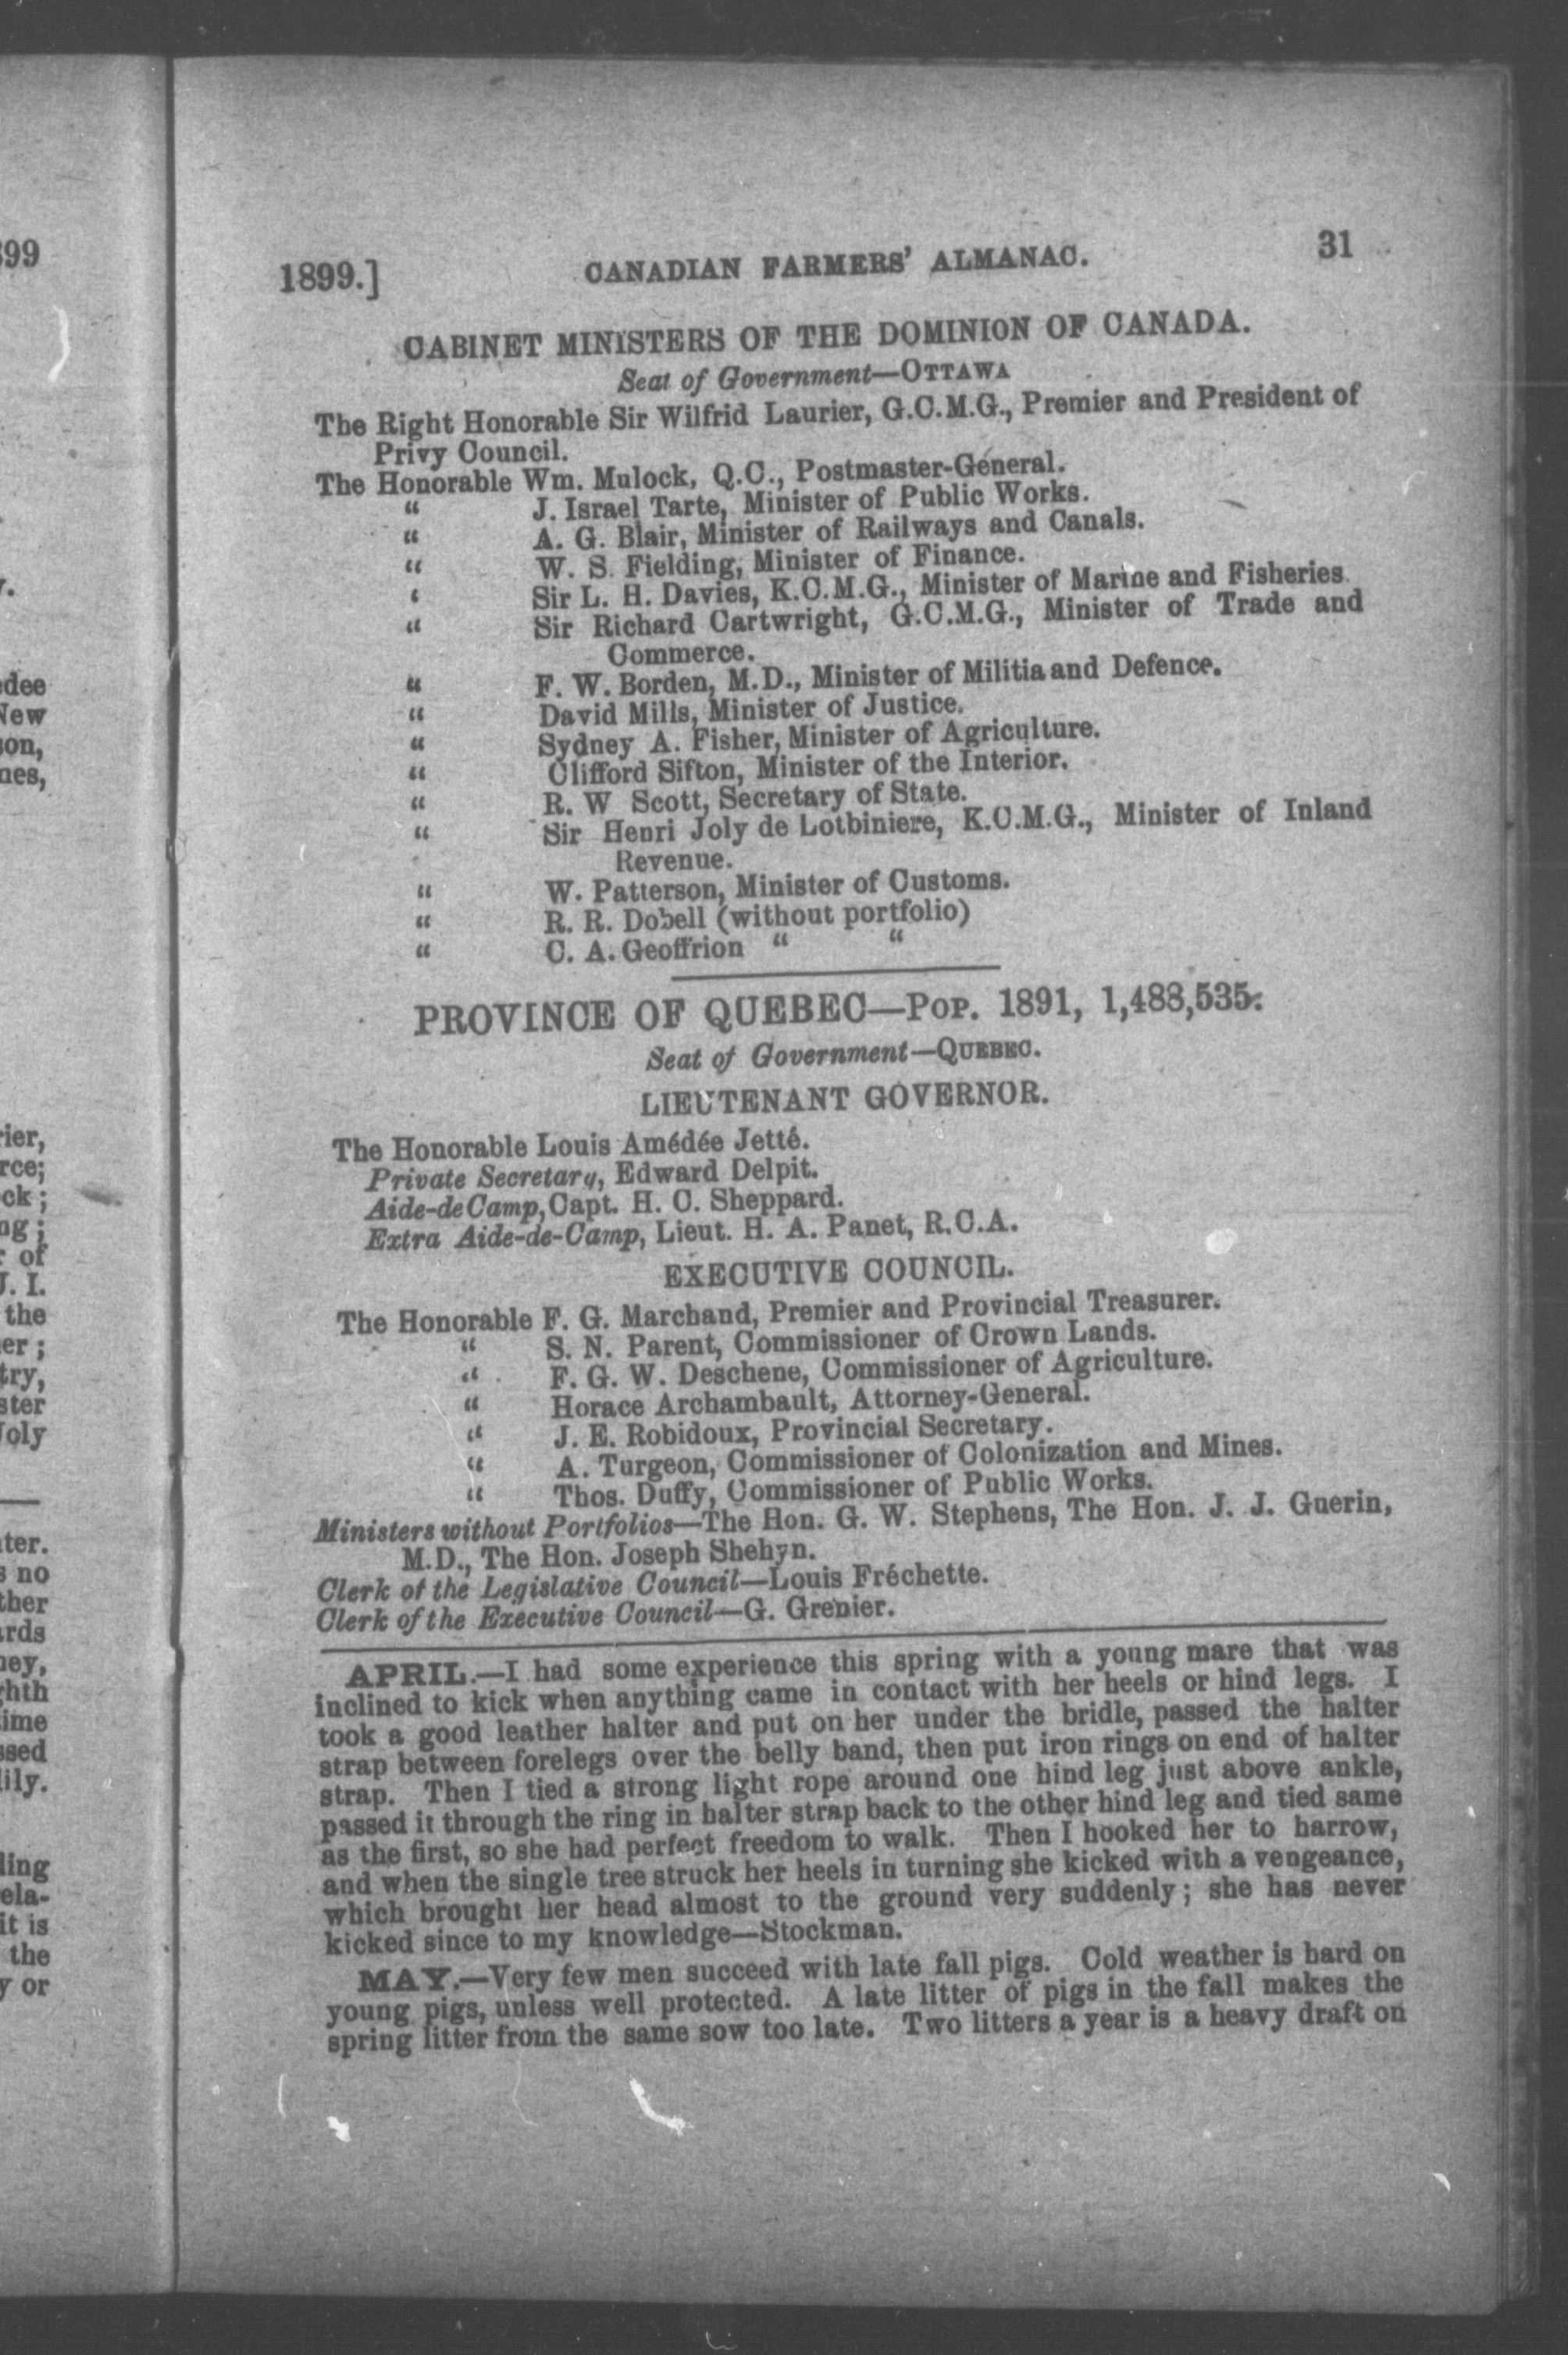 1899.] CANADIAN FARMERS' ALMANAC. 31
CABINET MINISTERS OF THE DOMINION OF CANADA.
Seat of Government—OTTAWA
The Right Honorable Sir Wilfrid Laurier, G.C.M.G., Premier and President of
Privy Council.
The Honorable Wm. Mulock, Q.C., Postmaster-General.
“ J. Israel Tarte, Minister of Public Works.
“ A. G. Blair, Minister of Railways and Canals.
“ W. S. Fielding, Minister of Finance.
‘ Sir L. H. Davies, K.C.M.G., Minister of Marine and Fisheries.
“ Sir Richard Cartwright, G.C.M.G., Minister of Trade and
Commerce.
“ F. W. Borden, M.D., Minister of Militia and Defence.
“ David Mills, Minister of Justice.
“ Sydney A. Fisher, Minister of Agriculture.
“ Clifford Sifton, Minister of the Interior.
“ R. W Scott, Secretary of State.
“ Sir Henri Joly de Lotbiniere, K.C.M.G., Minister of Inland
Revenue.
“ W. Patterson, Minister of Customs.
“ R. R. Dobell (without portfolio)
“ C. A. Geoffrion “ “
PROVINCE OF QUEBEC—POP. 1891, 1,488,535.
Seat of Government—QUEBEC.
LIEUTENANT GOVERNOR.
The Honorable Louis Amédée Jetté.
Private Secretary, Edward Delpit.
Aide-de Camp, Capt. H. C. Sheppard.
Extra Aide-de-Camp, Lieut. H. A. Panet, R.C.A.
EXECUTIVE COUNCIL.
The Honorable F. G. Marchand, Premier and Provincial Treasurer.
“ S. N. Parent, Commissioner of Crown Lands.
“ F. G. W. Deschene, Commissioner of Agriculture.
“ Horace Archambault, Attorney-General.
“ J. E. Robidoux, Provincial Secretary.
“ A. Turgeon, Commissioner of Colonization and Mines.
“ Thos. Duffy, Commissioner of Public Works.
Ministers without Portfolios—The Hon. G. W. Stephens, The Hon. J. J. Guerin,
M.D., The Hon. Joseph Shehyn.
Clerk of the Legislative Council—Louis Fréchette.
Clerk of the Executive Council—G. Grenier.
APRIL.—I had some experience this spring with a young mare that was
inclined to kick when anything came in contact with her heels or hind legs. I
took a good leather halter and put on her under the bridle, passed the halter
strap between forelegs over the belly band, then put iron rings on end of halter
strap. Then I tied a strong light rope around one hind leg just above ankle,
passed it through the ring in halter strap back to the other hind leg and tied same
as the first, so she had perfect freedom to walk. Then I hooked her to harrow,
and when the single tree struck her heels in turning she kicked with a vengeance,
which brought her head almost to the ground very suddenly; she has never
kicked since to my knowledge—Stockman.
MAY.—Very few men succeed with late fall pigs. Cold weather is hard on
young pigs, unless well protected. A late litter of pigs in the fall makes the
spring litter from the same sow too late. Two litters a year is a heavy draft on